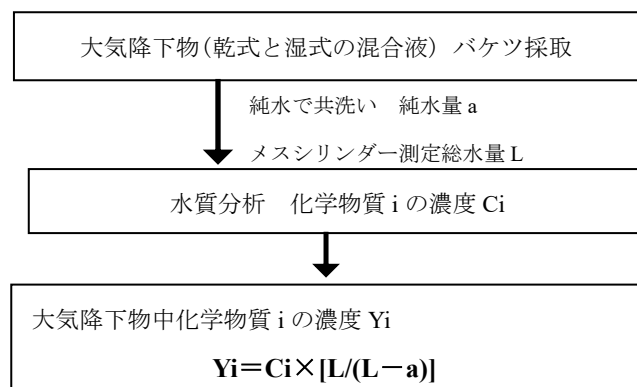 大気降下物(乾式と湿式の混合液) バケツ採取
純水で共洗い 純水量 a
メスシリンダー測定総水量 L
水質分析 化学物質 i の濃度 Ci
大気降下物中化学物質 i の濃度 Yi
Yi＝Ci×[L/(L－a)]